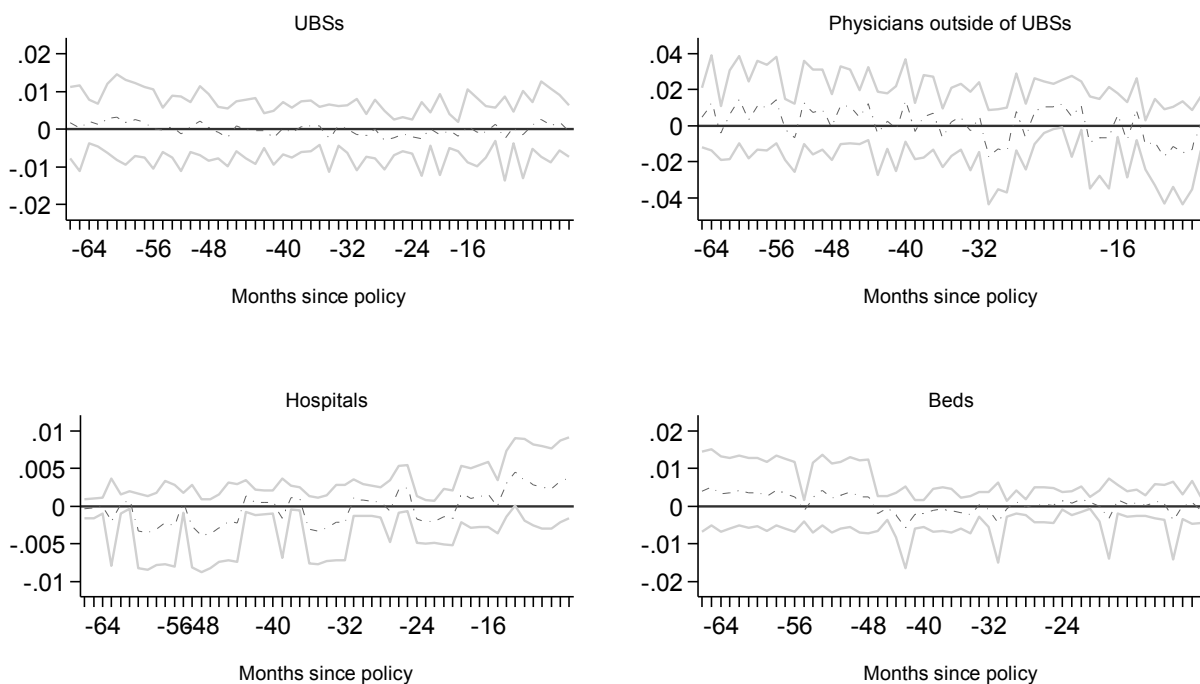 UBSs
.02
.01
0
-.01
-.02
-64 -56 -48 -40 -32 -24 -16
Months since policy
Physicians outside of UBSs
.04
.02
0
-.02
-.04
-64 -56 -48 -40 -32 -16
Months since policy
Hospitals
.01
.005
0
-.005
-.01
-64 -56-48 -40 -32 -24 -16
Months since policy
Beds
.02
.01
0
-.01
-.02
-64 -56 -48 -40 -32 -24
Months since policy